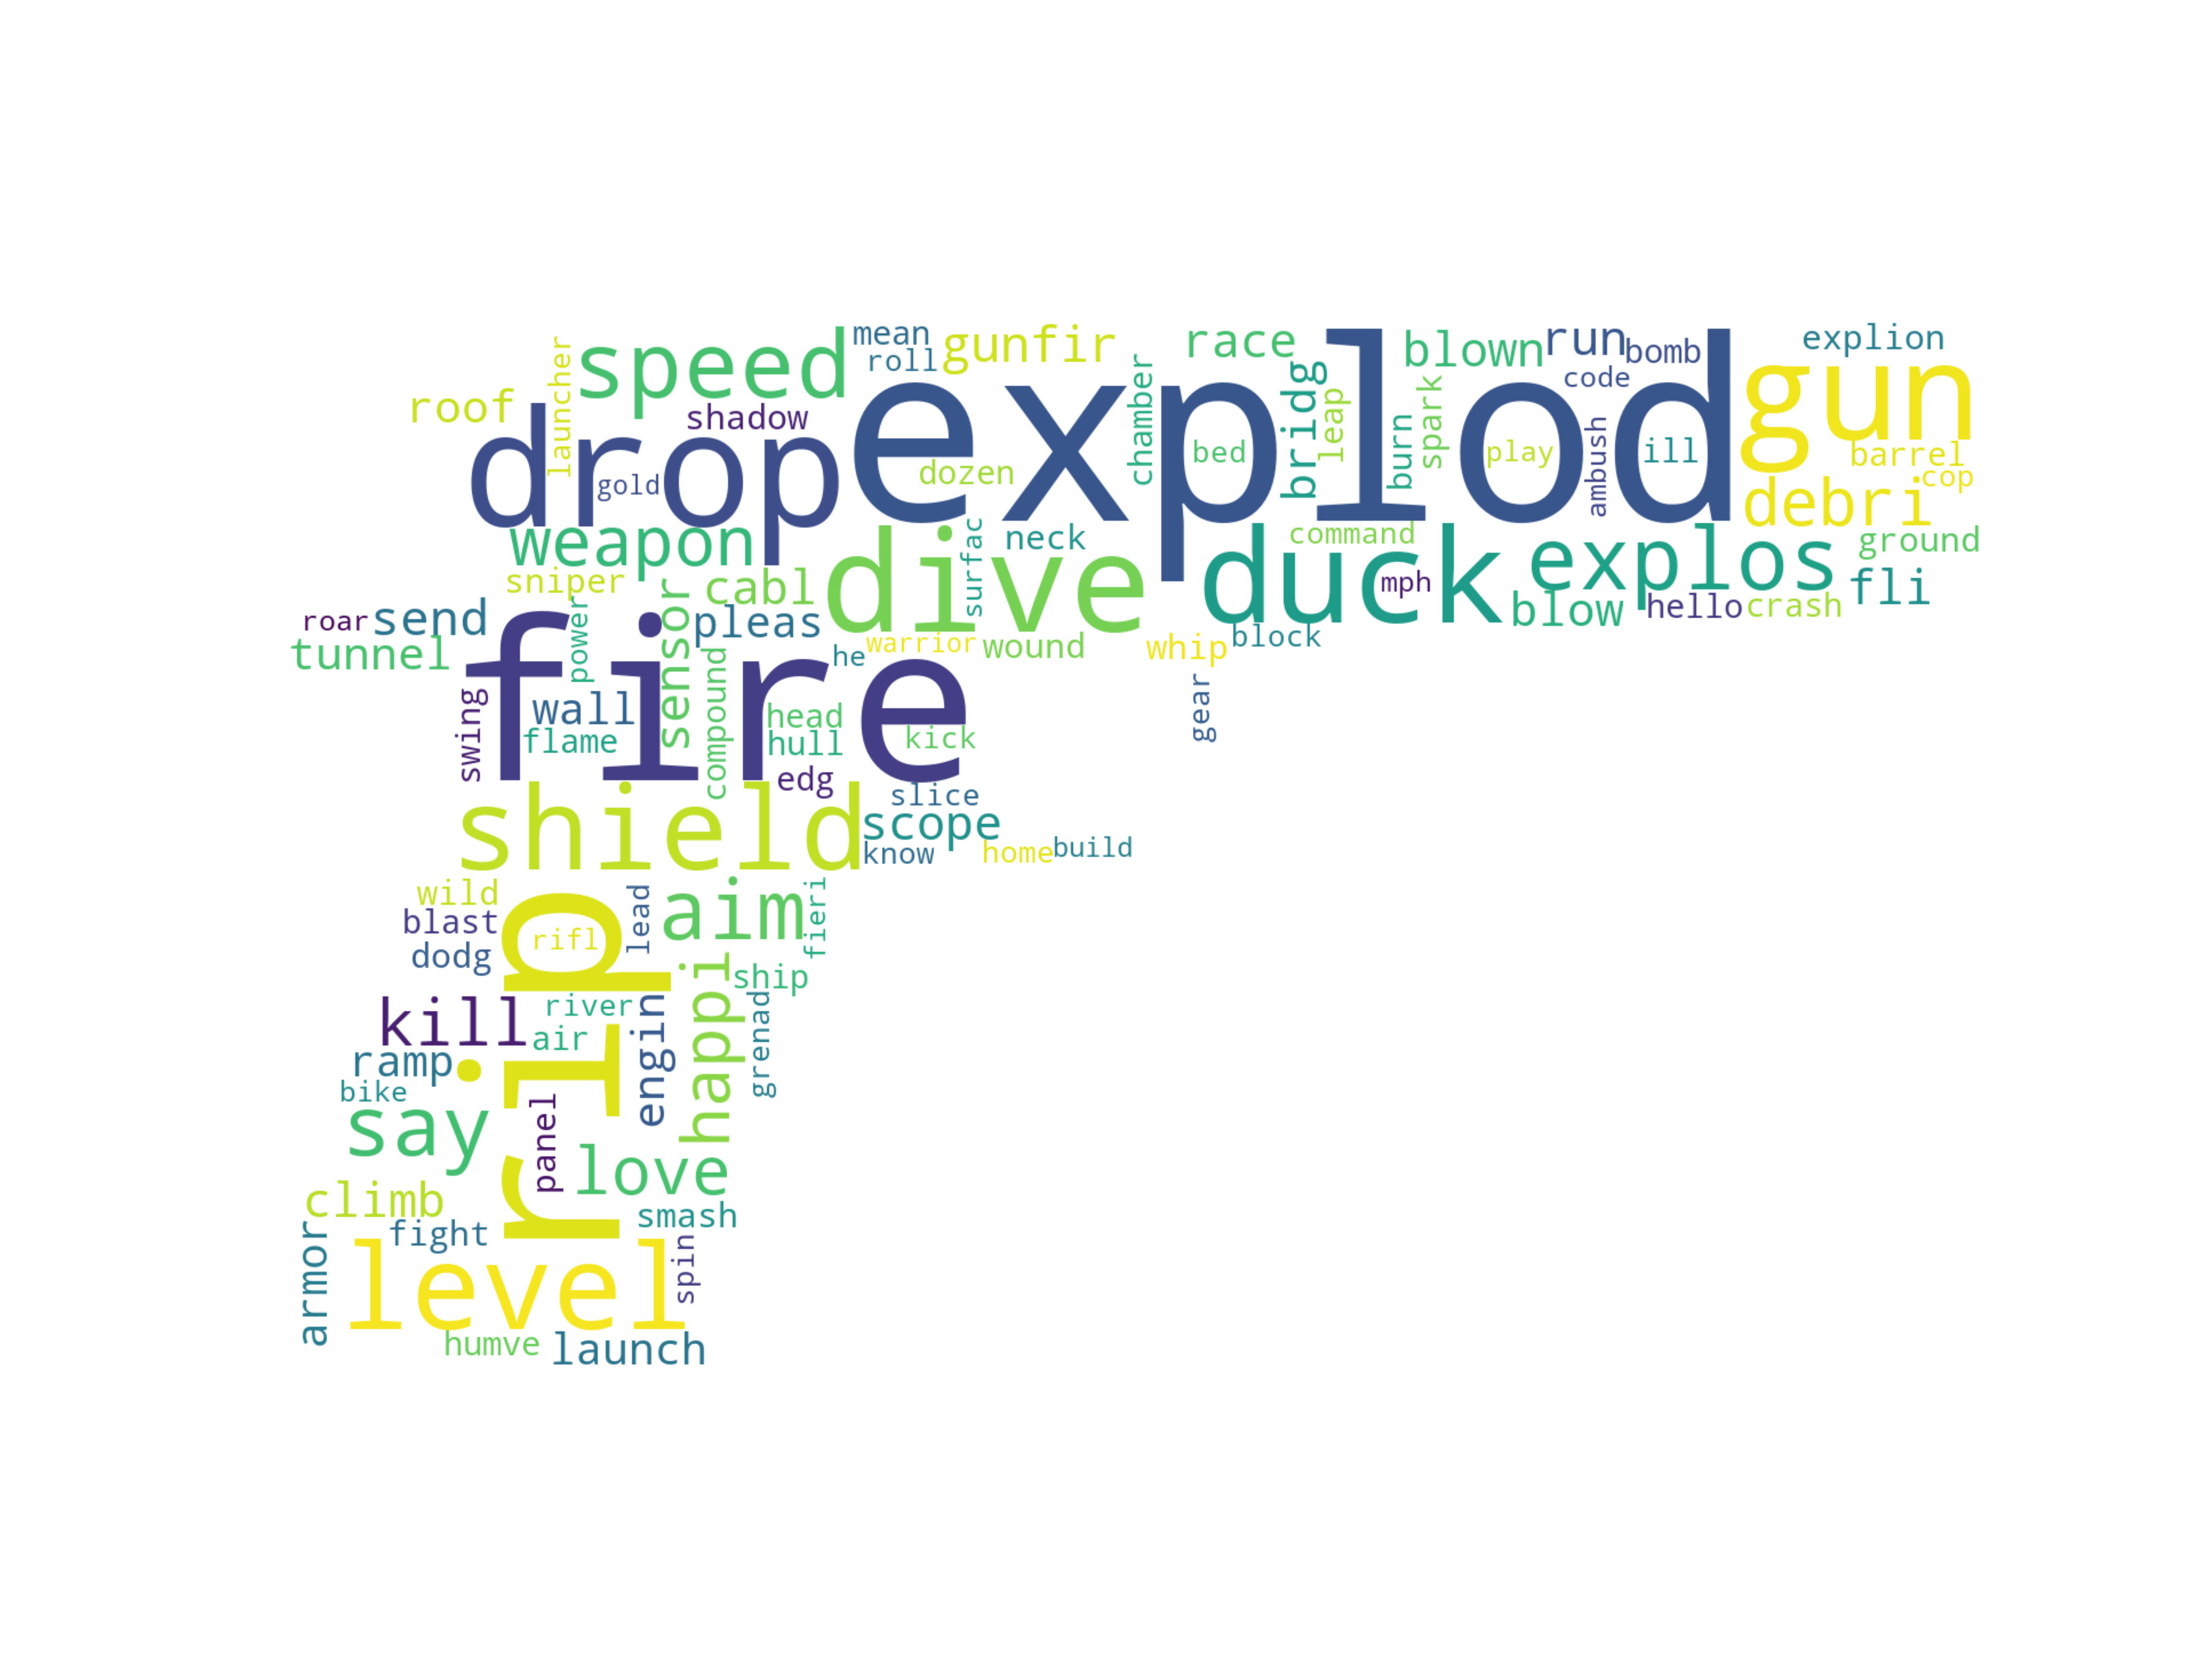 mean
roll
gunfir
race
blown
run
bomb
explion
speed
launcher
roof
shadow
explod
gun
code
chamber
bridg
leap
spark
burn
ambush
drop
gold
dozen
bed
play
ill
barrel
cop
debri
weapon
sniper
cabl
dive
surfac
neck
command
duck
mph
explos
ground
fli
blow
hello
crash
roar
send
tunnel
power
sensor
pleas
he
warrior
wound
whip
block
gear
fire
swing
wall
flame
compound
head
hull
kick
edg
slice
shield
scope
know
home
build
wild
blast
dodg
rip
rifl
lead
aim
fieri
kill
river
air
ship
ramp
bike
engin
happi
grenad
say
panel
love
climb
fight
smash
armor
level
spin
humve
launch